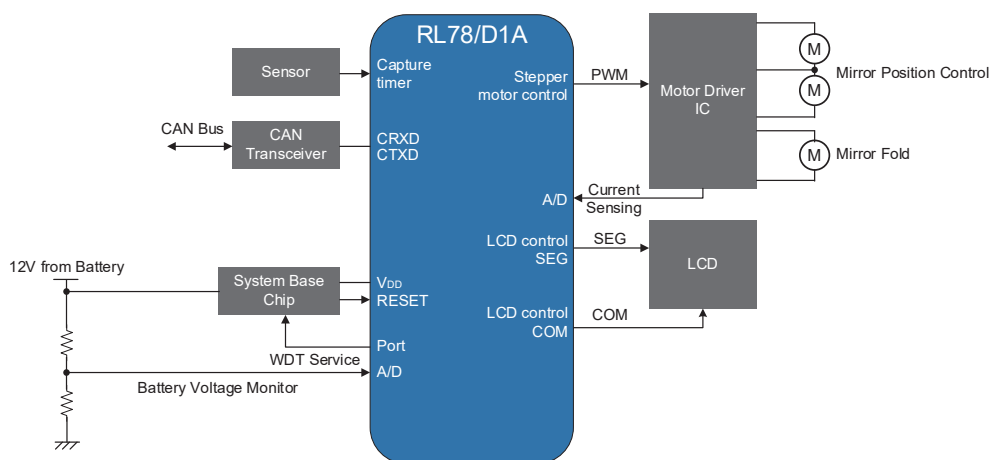 RL78/D1A
Sensor
Capture
timer
Stepper
motor control
PWM
Motor Driver
IC
M
M
Mirror Position Control
CAN Bus
CAN
Transceiver
CRXD
CTXD
M
Mirror Fold
A/D
Current
Sensing
LCD control
SEG
SEG
LCD
12V from Battery
System Base
Chip
VDD
RESET
LCD control
COM
COM
Port
WDT Service
A/D
Battery Voltage Monitor